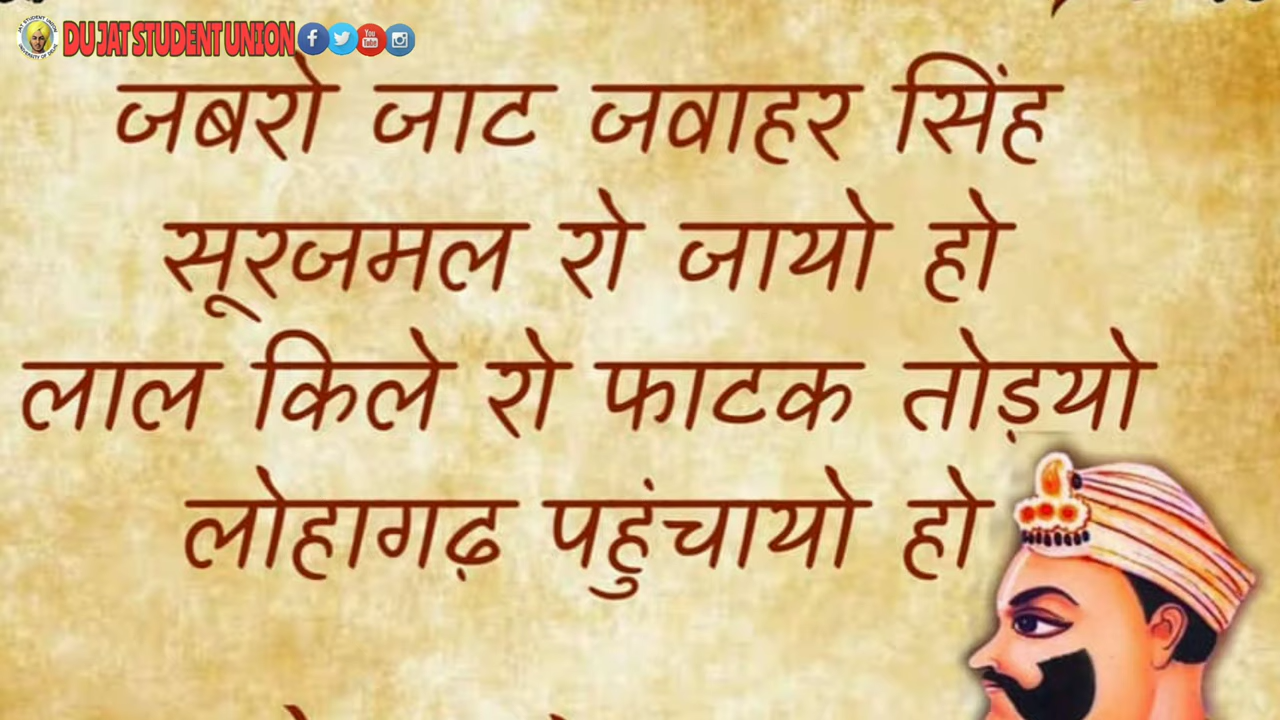 DU JAT STUDENT UNION
जबरो जाट जवाहर सिंह
सूरजमल रो जायो हो
लाल किले रो फाटक तोड़यो
लोहागढ़ पहुंचायो हो